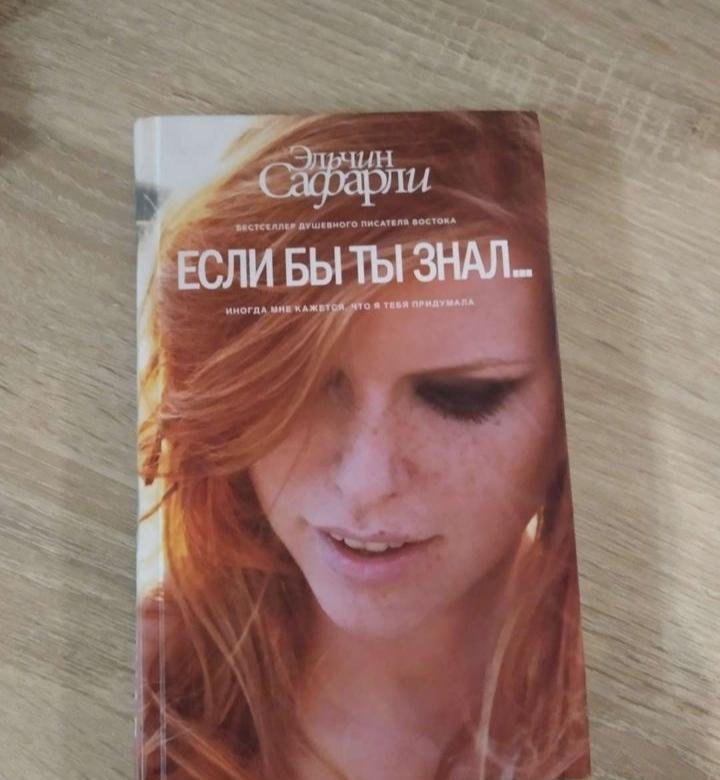 Эльчин
Сафарли
БЕСТСЕЛЛЕР ДУШЕВНОГО ПИСАТЕЛЯ ВОСТОКА
ЕСЛИ БЫ ТЫ ЗНАЛ...
ИНОГДА МНЕ КАЖЕТСЯ, ЧТО Я ТЕБЯ ПРИДУМАЛА